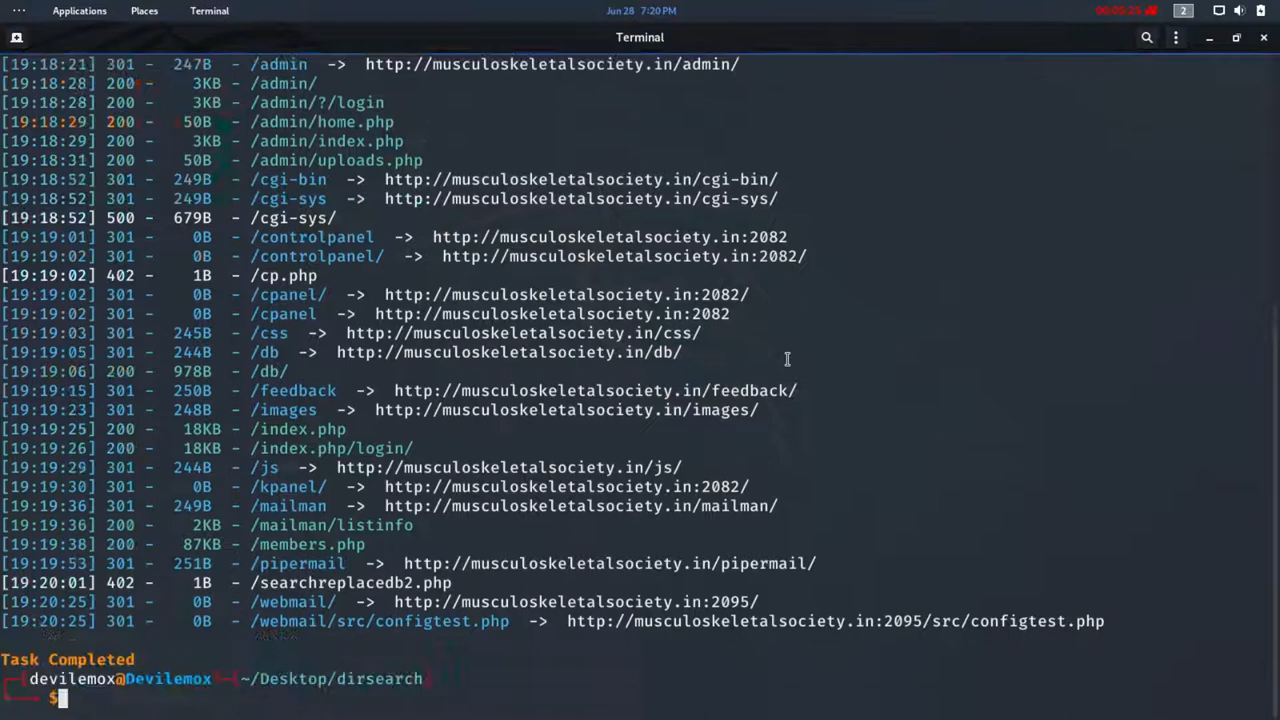 Applications Places Terminal Jun 28 7:20 PM 00:05:25 2
Terminal
[19:18:21] 301 - 247B - /admin -> http://musculoskeletalsociety.in/admin/
[19:18:28] 200 - 3KB - /admin/
[19:18:28] 200 - 3KB - /admin/?/login
[19:18:29] 200 - 50B - /admin/home.php
[19:18:29] 200 - 3KB - /admin/index.php
[19:18:31] 200 - 50B - /admin/uploads.php
[19:18:52] 301 - 249B - /cgi-bin -> http://musculoskeletalsociety.in/cgi-bin/
[19:18:52] 301 - 249B - /cgi-sys -> http://musculoskeletalsociety.in/cgi-sys/
[19:18:52] 500 - 679B - /cgi-sys/
[19:19:01] 301 - 0B - /controlpanel -> http://musculoskeletalsociety.in:2082
[19:19:02] 301 - 0B - /controlpanel/ -> http://musculoskeletalsociety.in:2082/
[19:19:02] 402 - 1B - /cp.php
[19:19:02] 301 - 0B - /cpanel/ -> http://musculoskeletalsociety.in:2082/
[19:19:02] 301 - 0B - /cpanel -> http://musculoskeletalsociety.in:2082
[19:19:03] 301 - 245B - /css -> http://musculoskeletalsociety.in/css/
[19:19:05] 301 - 244B - /db -> http://musculoskeletalsociety.in/db/
[19:19:06] 200 - 978B - /db/
[19:19:15] 301 - 250B - /feedback -> http://musculoskeletalsociety.in/feedback/
[19:19:23] 301 - 248B - /images -> http://musculoskeletalsociety.in/images/
[19:19:25] 200 - 18KB - /index.php
[19:19:26] 200 - 18KB - /index.php/login/
[19:19:29] 301 - 244B - /js -> http://musculoskeletalsociety.in/js/
[19:19:30] 301 - 0B - /kpanel/ -> http://musculoskeletalsociety.in:2082/
[19:19:36] 301 - 249B - /mailman -> http://musculoskeletalsociety.in/mailman/
[19:19:36] 200 - 2KB - /mailman/listinfo
[19:19:38] 200 - 87KB - /members.php
[19:19:53] 301 - 251B - /pipermail -> http://musculoskeletalsociety.in/pipermail/
[19:20:01] 402 - 1B - /searchreplacedb2.php
[19:20:25] 301 - 0B - /webmail/ -> http://musculoskeletalsociety.in:2095/
[19:20:25] 301 - 0B - /webmail/src/configtest.php -> http://musculoskeletalsociety.in:2095/src/configtest.php
Task Completed
[devilemox@Devilemox]-[~/Desktop/dirsearch]
$